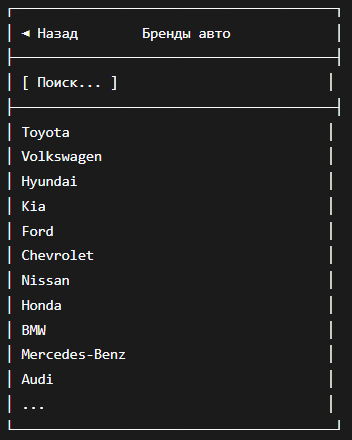 ◄ Назад Бренды авто
[ Поиск... ]
Toyota
Volkswagen
Hyundai
Kia
Ford
Chevrolet
Nissan
Honda
BMW
Mercedes-Benz
Audi
...